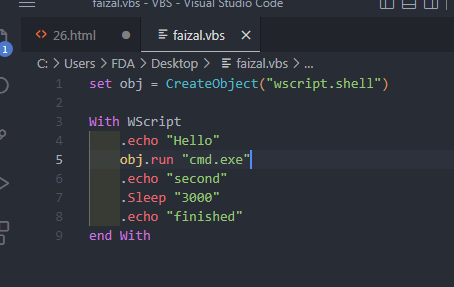 faizal.vbs - VBS - Visual Studio Code
<> 26.html faizal.vbs ×
1
C: > Users > FDA > Desktop > faizal.vbs > ...
1 set obj = CreateObject("wscript.shell")
2
3 With WScript
4 .echo "Hello"
5 obj.run "cmd.exe"
6 .echo "second"
7 .Sleep "3000"
8 .echo "finished"
9 end With